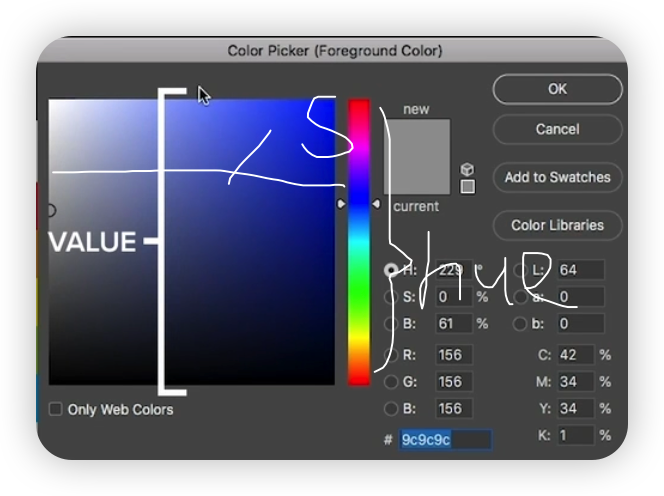 Color Picker (Foreground Color)
OK
new
Cancel
S
Add to Swatches
current
Color Libraries
VALUE
hue
H: 229 °
L: 64
S: 0 %
a: 0
B: 61 %
b: 0
R: 156
C: 42 %
G: 156
M: 34 %
B: 156
Y: 34 %
Only Web Colors
# 9c9c9c
K: 1 %